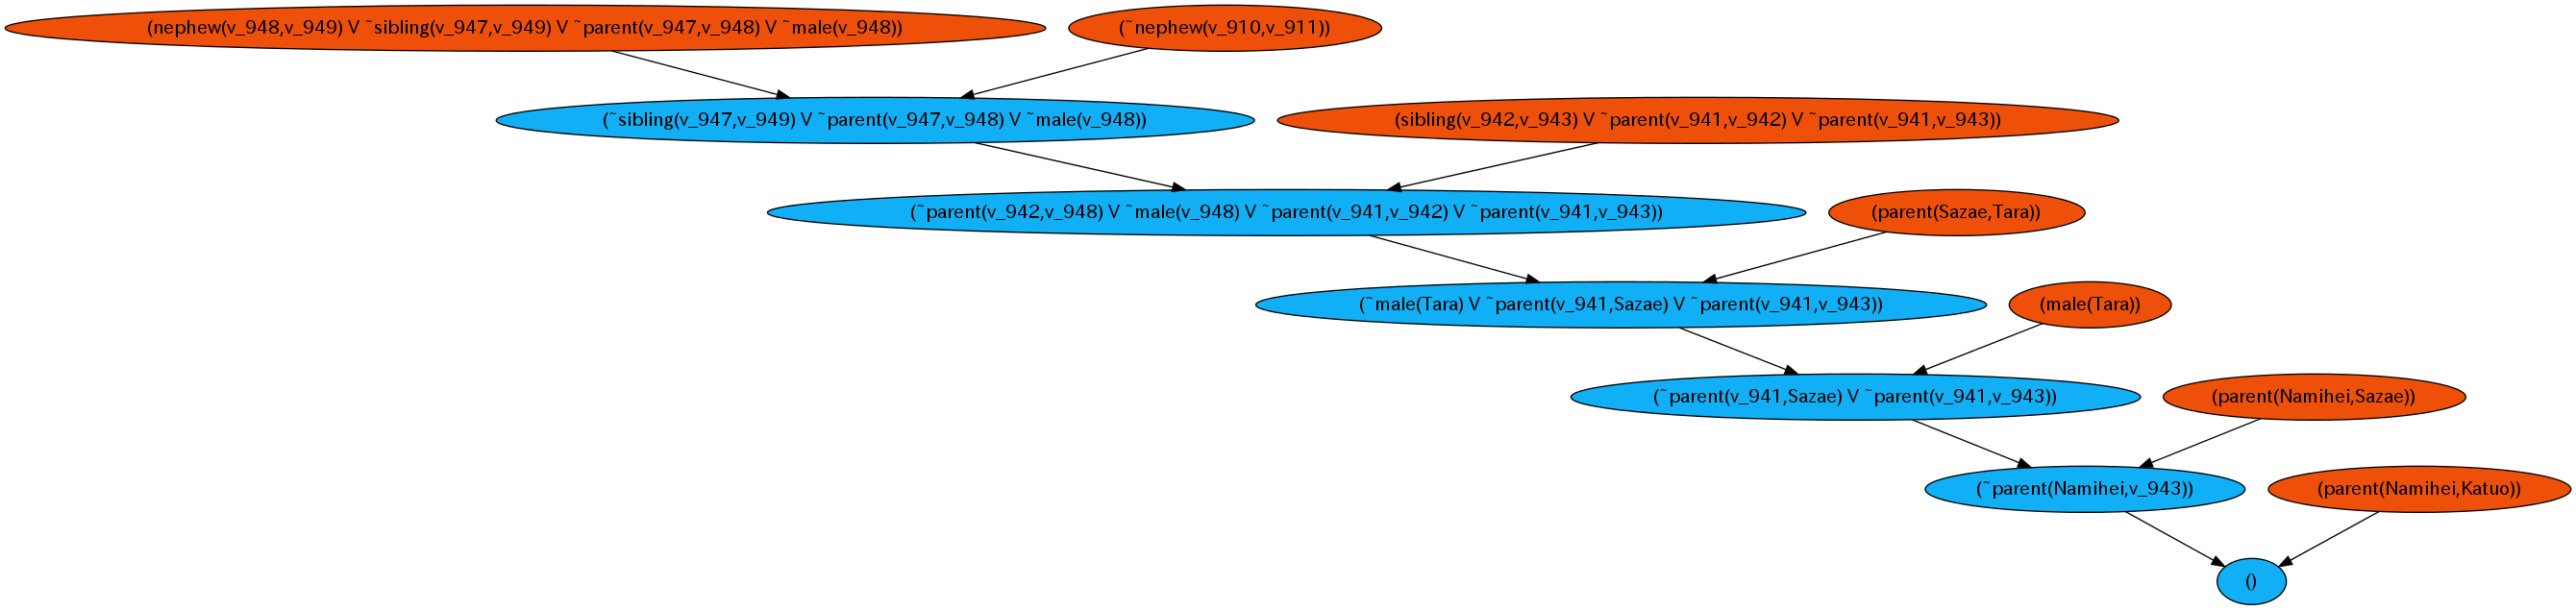 (nephew(v_948,v_949) V ~sibling(v_947,v_949) V ~parent(v_947,v_948) V ~male(v_948))
(~nephew(v_910,v_911))
(~sibling(v_947,v_949) V ~parent(v_947,v_948) V ~male(v_948))
(sibling(v_942,v_943) V ~parent(v_941,v_942) V ~parent(v_941,v_943))
(~parent(v_942,v_948) V ~male(v_948) V ~parent(v_941,v_942) V ~parent(v_941,v_943))
(parent(Sazae,Tara))
(~male(Tara) V ~parent(v_941,Sazae) V ~parent(v_941,v_943))
(male(Tara))
(~parent(v_941,Sazae) V ~parent(v_941,v_943))
(parent(Namihei,Sazae))
(~parent(Namihei,v_943))
(parent(Namihei,Katuo))
()